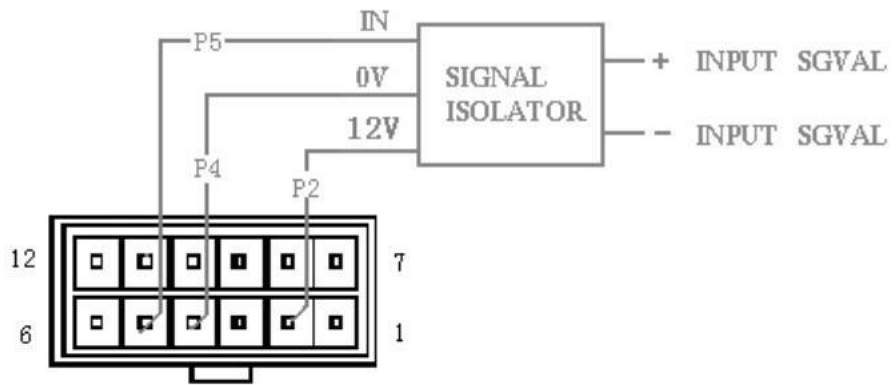 IN
P5
+ INPUT SGVAL
0V
SIGNAL
ISOLATOR
12V
- INPUT SGVAL
P4
P2
12
7
6
1